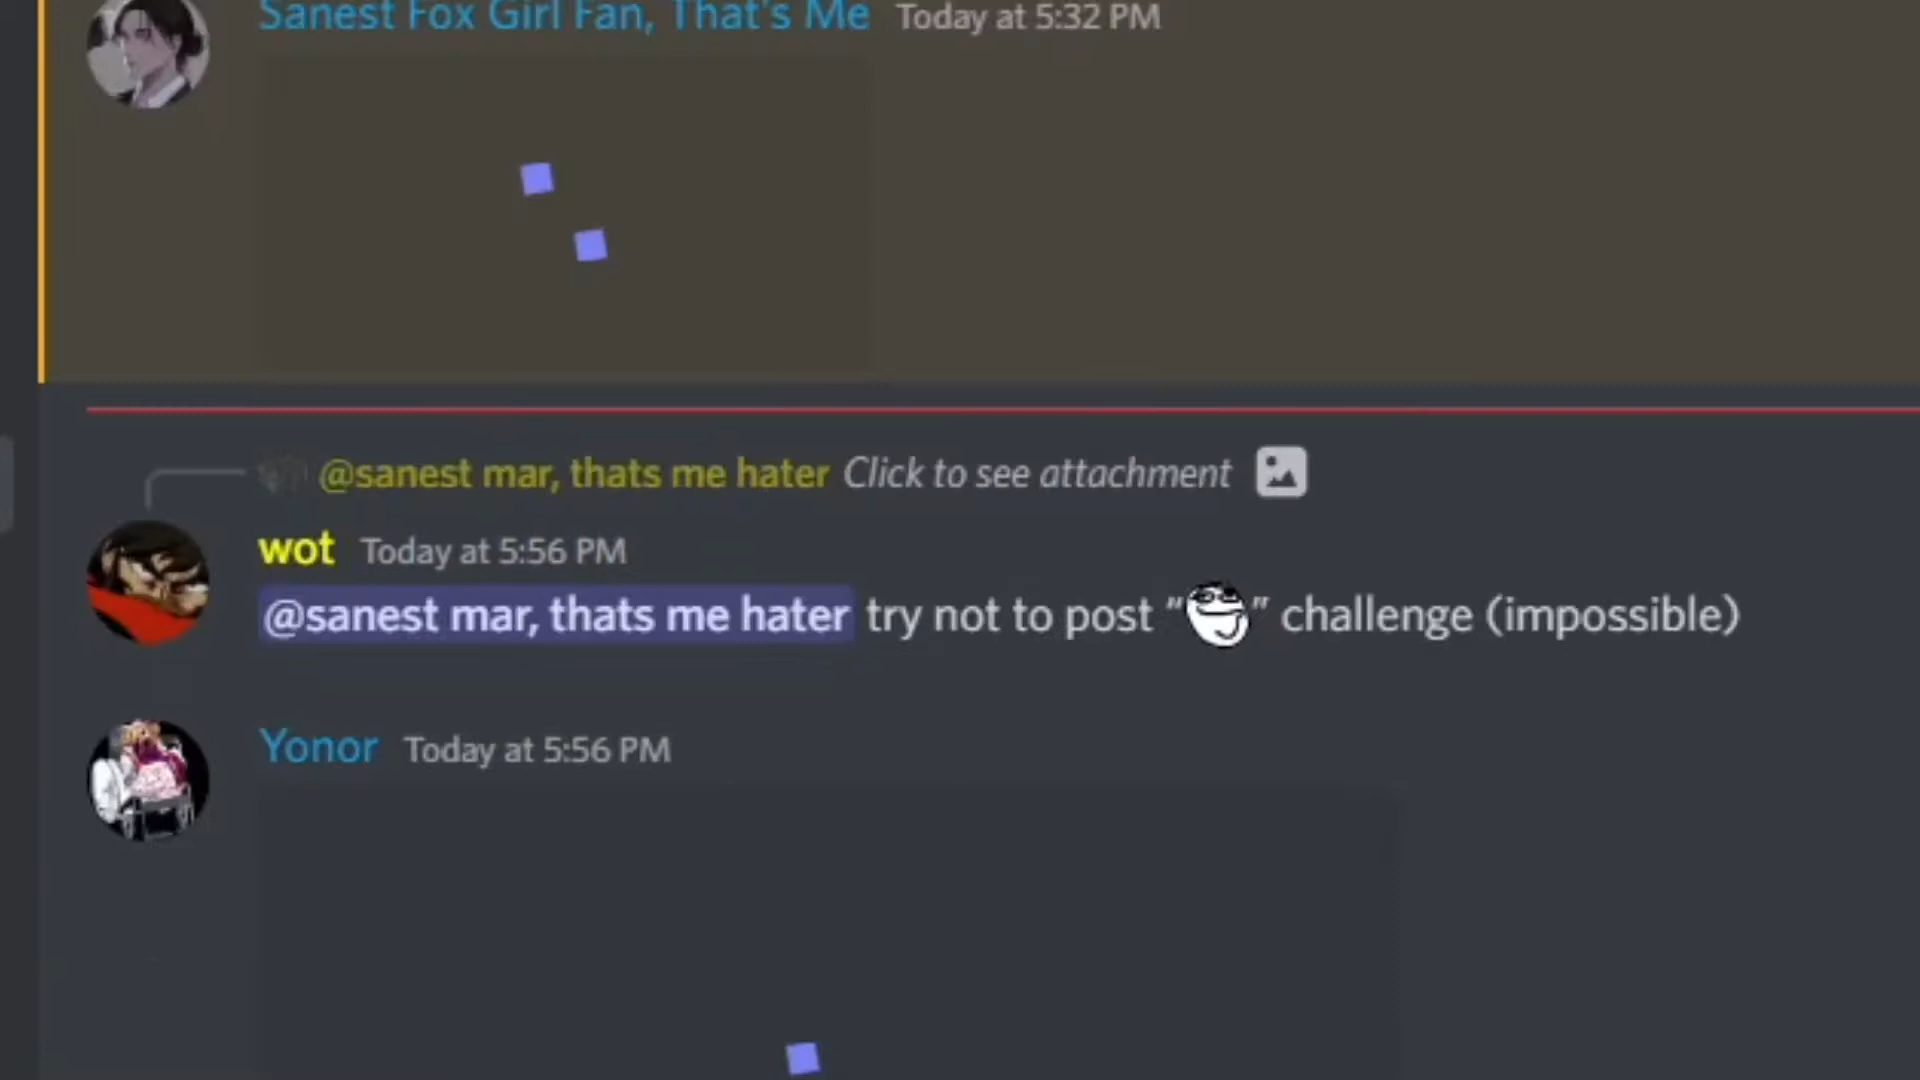 Sanest Fox Girl Fan, That's Me Today at 5:32 PM
@sanest mar, thats me hater Click to see attachment
wot Today at 5:56 PM
@sanest mar, thats me hater try not to post “” challenge (impossible)
Yonor Today at 5:56 PM